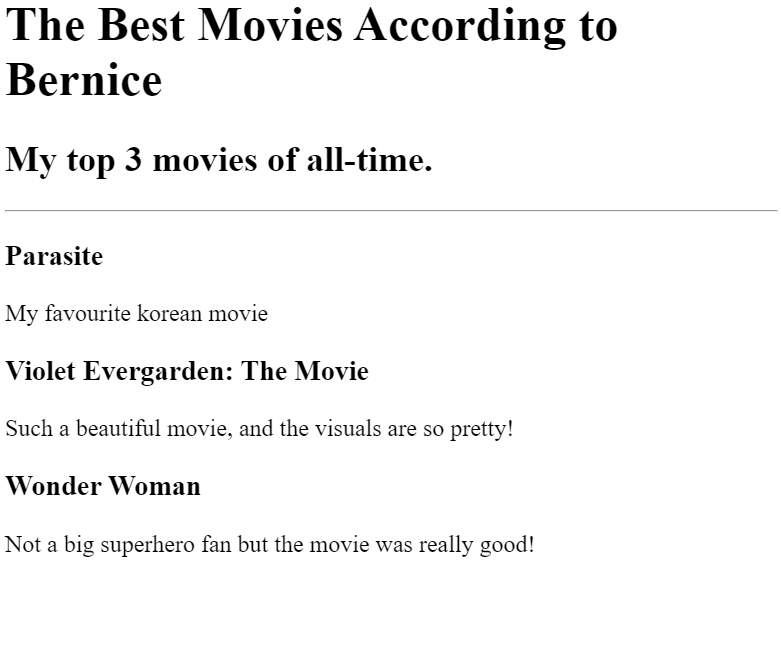 The Best Movies According to
Bernice
My top 3 movies of all-time.
Parasite
My favourite korean movie
Violet Evergarden: The Movie
Such a beautiful movie, and the visuals are so pretty!
Wonder Woman
Not a big superhero fan but the movie was really good!